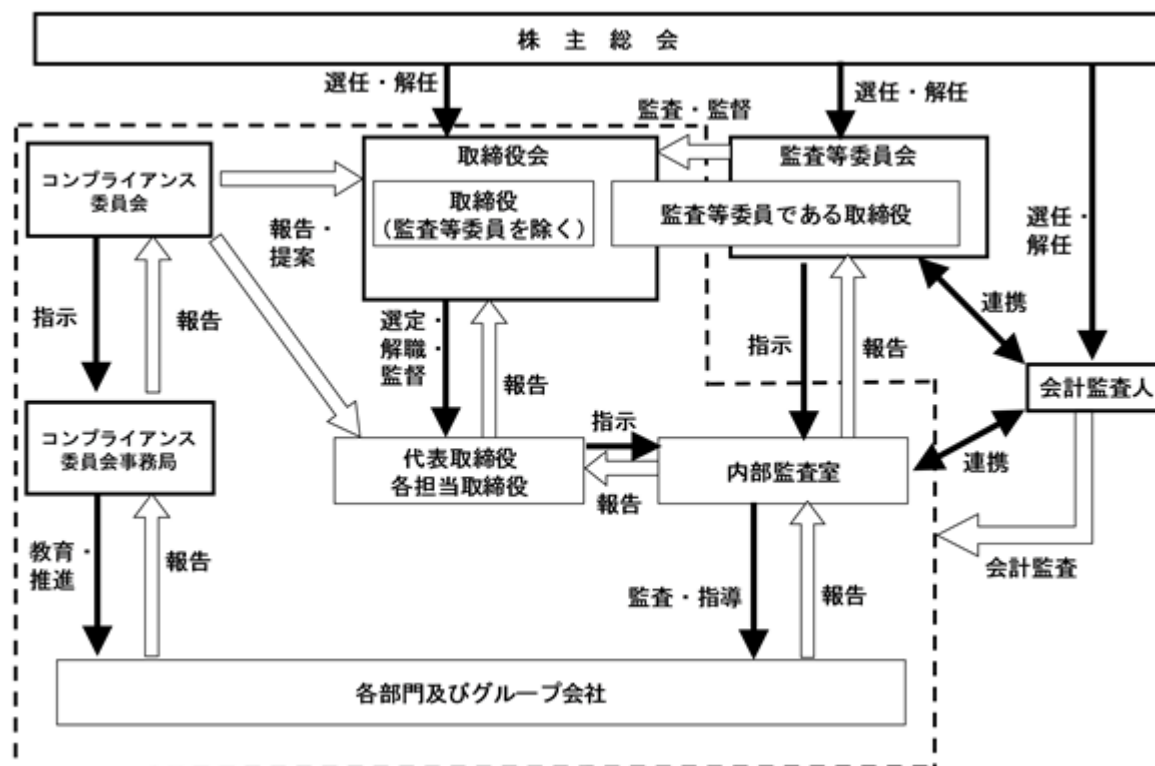 株 主 総 会
選任・解任
選任・解任
監査・監督
選任・
解任
コンプライアンス
委員会
取締役会
取締役
(監査等委員を除く)
監査等委員会
監査等委員である取締役
報告・
提案
指示
報告
選定・
解職・
監督
報告
指示
報告
連携
会計監査人
コンプライアンス
委員会事務局
代表取締役
各担当取締役
指示
報告
内部監査室
連携
会計監査
教育・
推進
報告
監査・指導
報告
各部門及びグループ会社